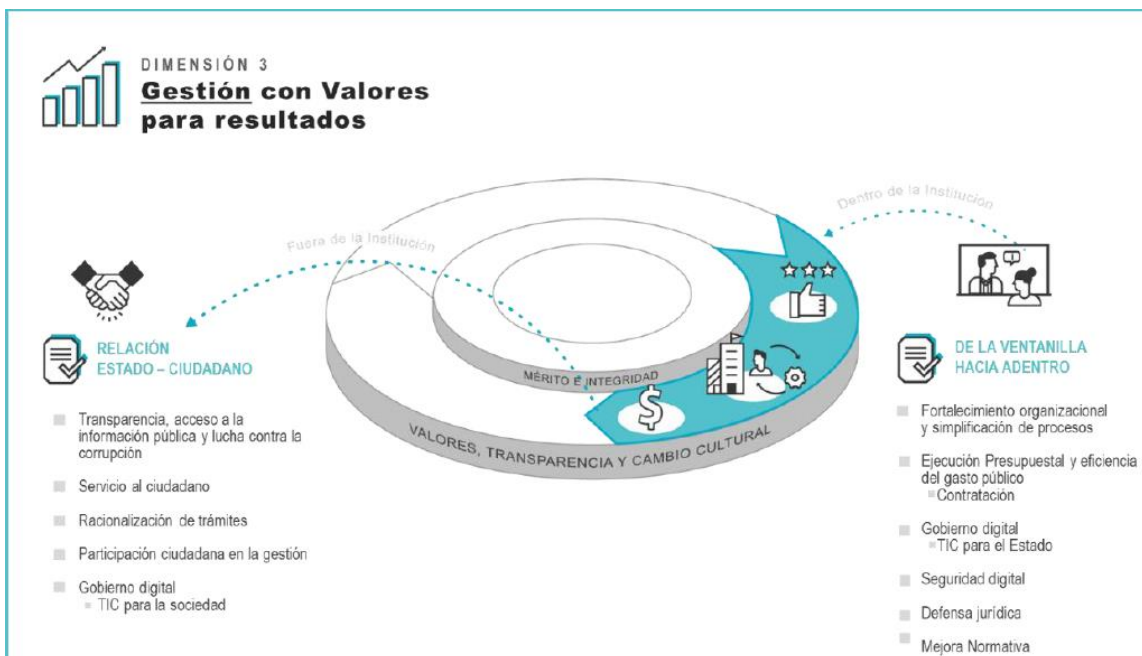 DIMENSIÓN 3
Gestión con Valores
para resultados
Fuera de la Institución
Dentro de la Institución
MÉRITO E INTEGRIDAD
VALORES, TRANSPARENCIA Y CAMBIO CULTURAL
$
RELACIÓN
ESTADO – CIUDADANO
Transparencia, acceso a la
información pública y lucha contra la
corrupción
Servicio al ciudadano
Racionalización de trámites
Participación ciudadana en la gestión
Gobierno digital
TIC para la sociedad
DE LA VENTANILLA
HACIA ADENTRO
Fortalecimiento organizacional
y simplificación de procesos
Ejecución Presupuestal y eficiencia
del gasto público
Contratación
Gobierno digital
TIC para el Estado
Seguridad digital
Defensa jurídica
Mejora Normativa